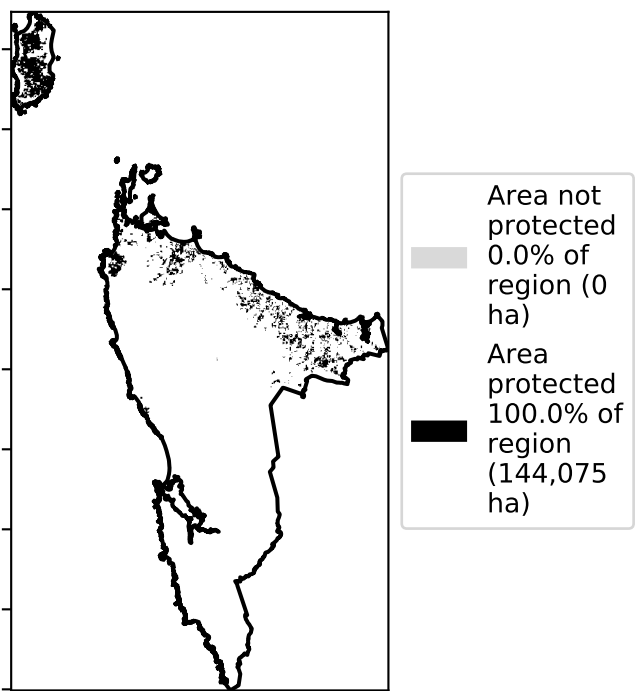 Area not
protected
0.0% of
region (0
ha)
Area
protected
100.0% of
region
(144,075
ha)